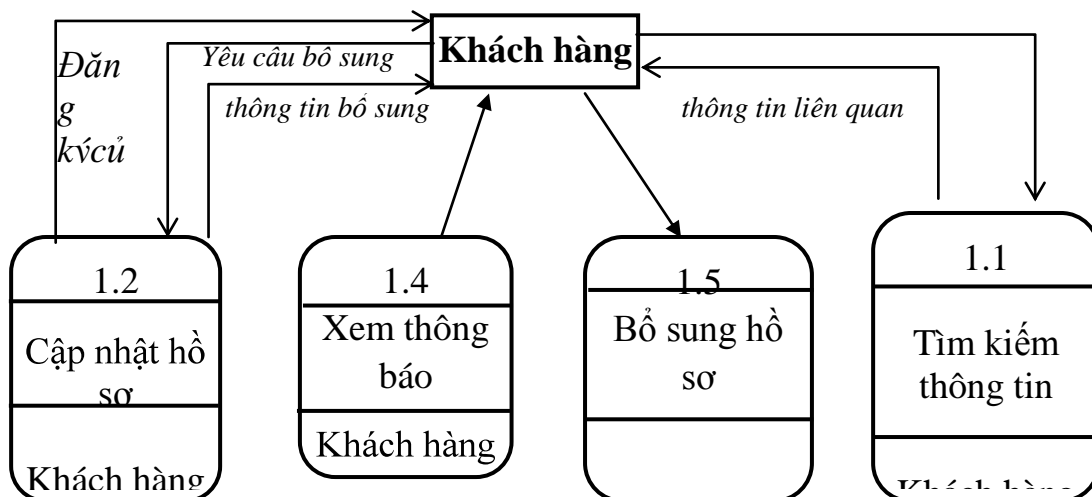 Khách hàng
Đăn
g
kýcủ
Yêu câu bô sung
thông tin bổ sung
thông tin liên quan
1.2
Cập nhật hồ
sơ
Khách hàng
1.4
Xem thông
báo
Khách hàng
1.5
Bổ sung hồ
sơ
1.1
Tìm kiếm
thông tin
Khách hàng